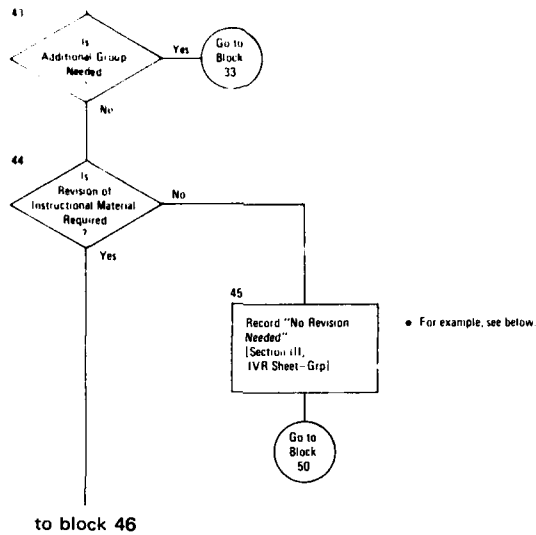 43
Is
Additional Group
Needed
Yes
Go to
Block
33
No
44
Is
Revision of
Instructional Material
Required
?
No
Yes
45
Record "No Revision
Needed"
[Section III,
IVR Sheet-Grp]
• For example, see below.
Go to
Block
50
to block 46